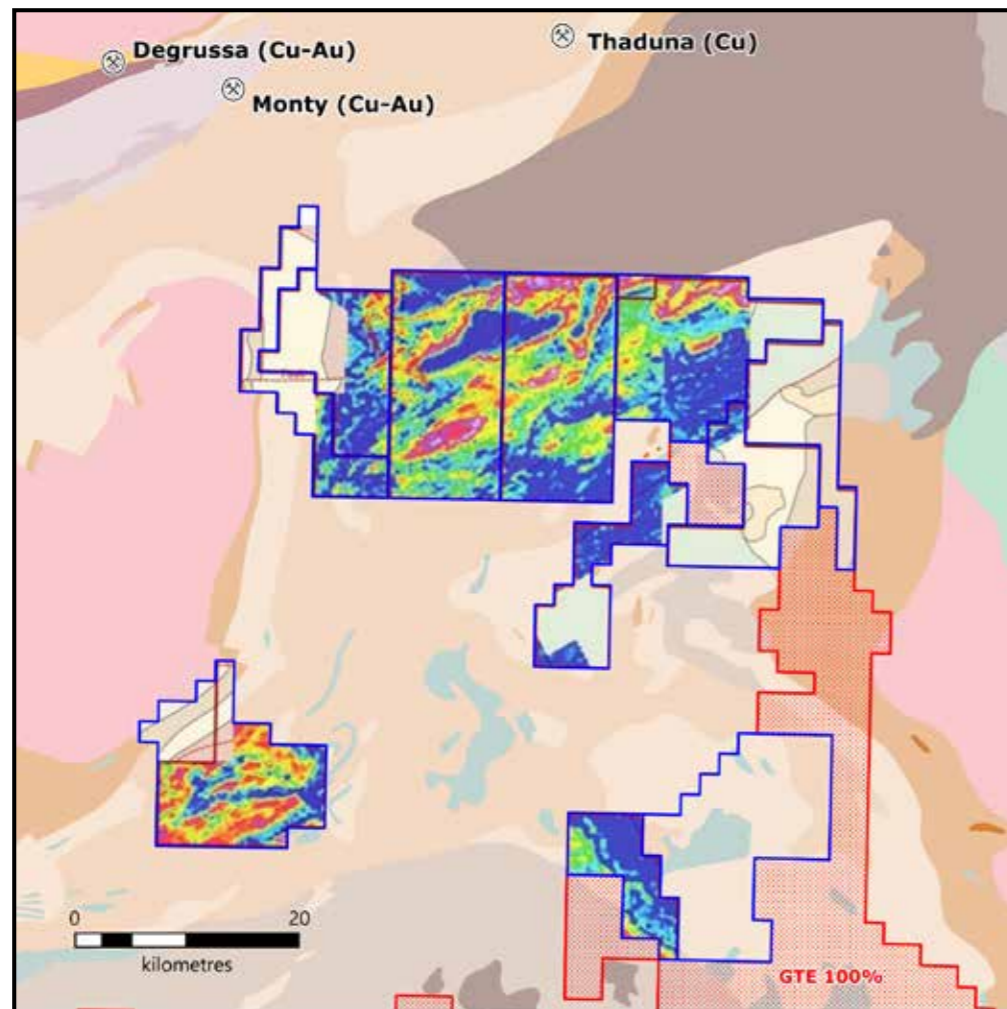 Degrussa (Cu-Au)
Thaduna (Cu)
Monty (Cu-Au)
0 20
kilometres
GTE 100%